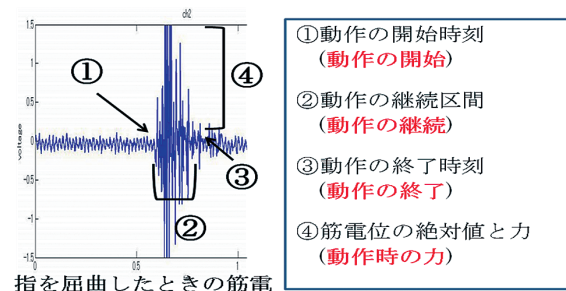 ch2
1.5
1
0.5
0
-0.5
-1
-1.5
0.5
1
voltage
①
②
③
④
指を屈曲したときの筋電
①動作の開始時刻
(動作の開始)
②動作の継続区間
(動作の継続)
③動作の終了時刻
(動作の終了)
④筋電位の絶対値と力
(動作時の力)